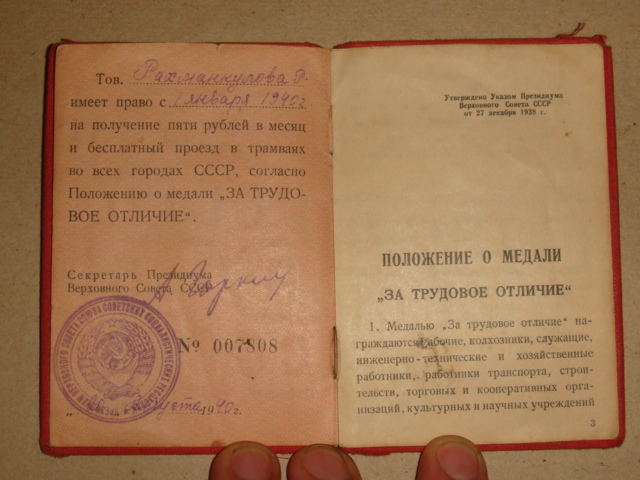 Тов. Рахманкулова Р.
имеет право с 1 января 1940 г.
на получение пяти рублей в месяц
и бесплатный проезд в трамваях
во всех городах СССР, согласно
Положению о медали „ЗА ТРУДО-
ВОЕ ОТЛИЧИЕ“.
Секретарь Президиума
Верховного Совета СССР
А Горкин
№ 007808
августа 1940 г.
Утверждено Указом Президиума
Верховного Совета СССР
от 27 декабря 1938 г.
ПОЛОЖЕНИЕ О МЕДАЛИ
„ЗА ТРУДОВОЕ ОТЛИЧИЕ“
1. Медалью „За трудовое отличие“ на-
граждаются рабочие, колхозники, служащие,
инженерно-технические и хозяйственные
работники, работники транспорта, строи-
тельств, торговых и кооперативных орга-
низаций, культурных и научных учреждений
3